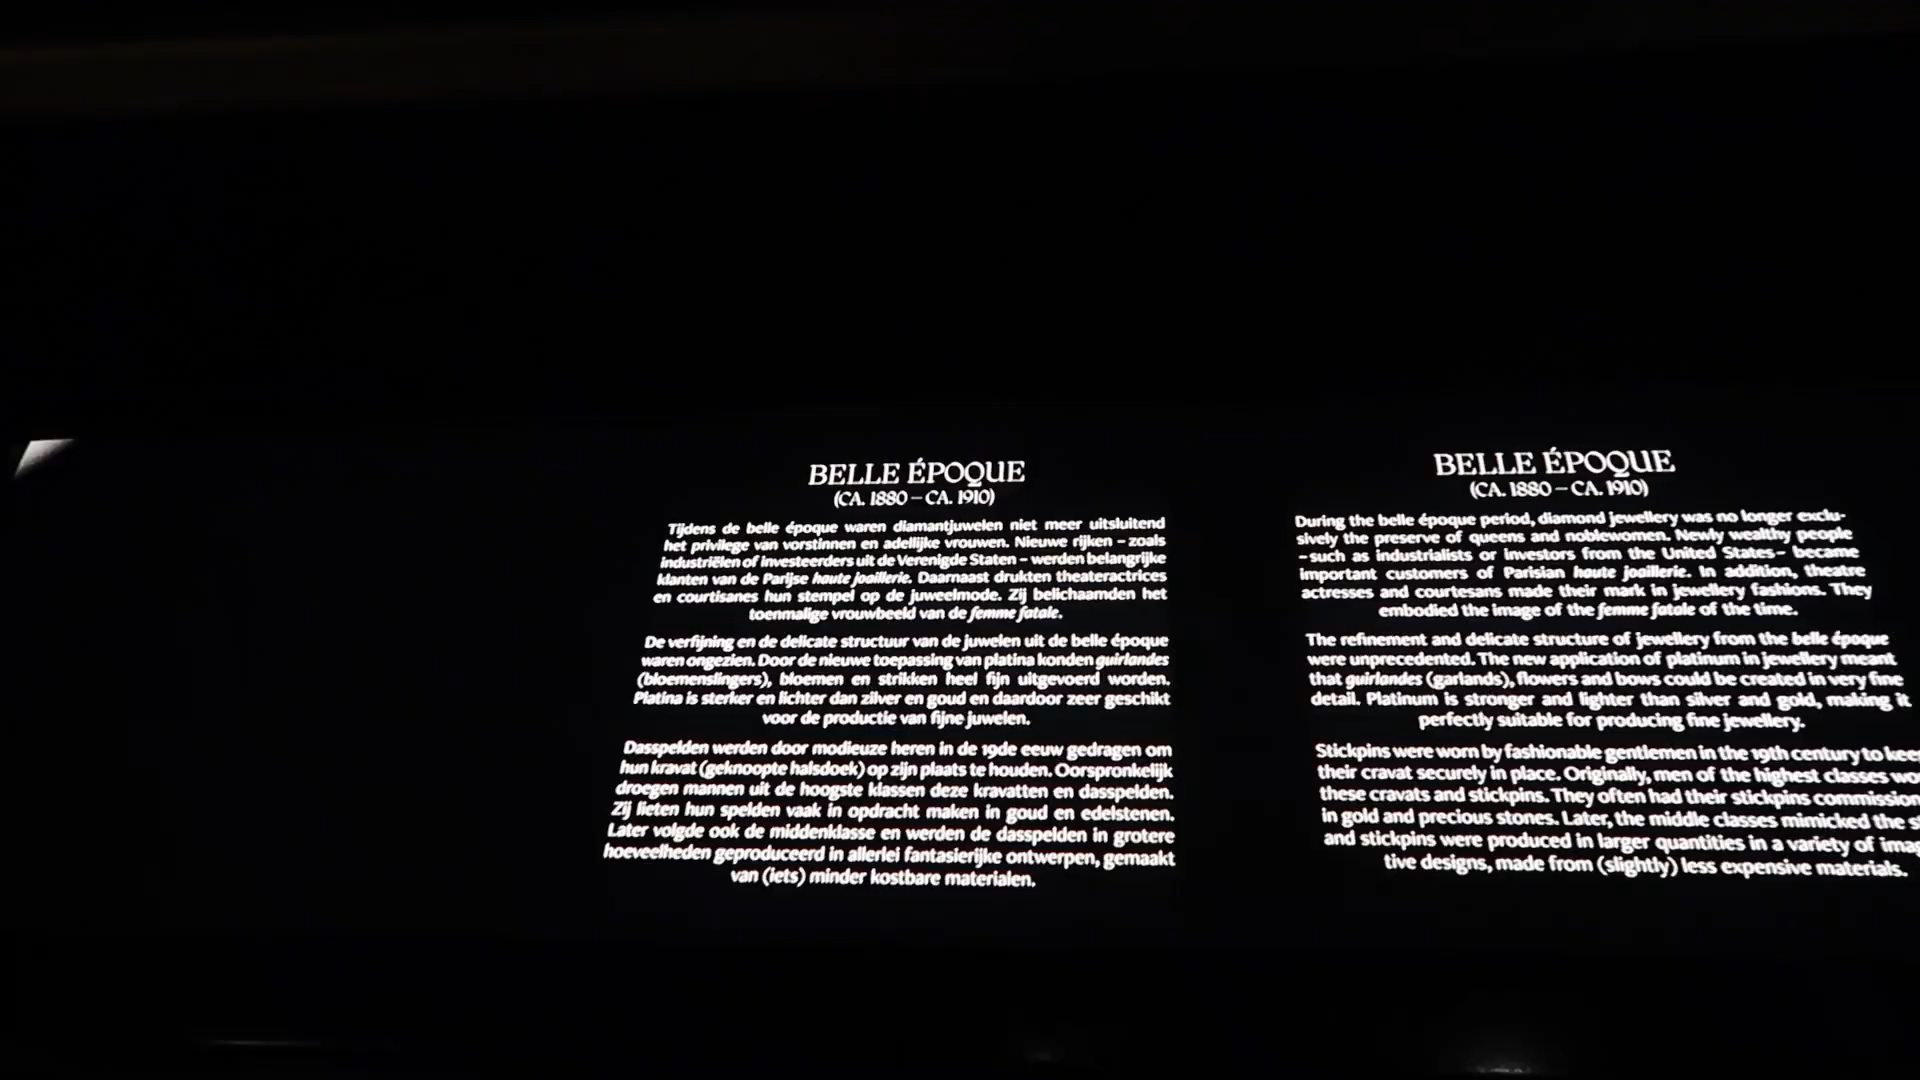 BELLE ÉPOQUE
(CA. 1880 – CA. 1910)
Tijdens de belle époque waren diamantjuwelen niet meer uitsluitend
het privilege van vorstinnen en adellijke vrouwen. Nieuwe rijken – zoals
industriëlen of investeerders uit de Verenigde Staten – werden belangrijke
klanten van de Parijse haute joaillerie. Daarnaast drukten theateractrices
en courtisanes hun stempel op de juweelmode. Zij belichaamden het
toenmalige vrouwbeeld van de femme fatale.
De verfijning en de delicate structuur van de juwelen uit de belle époque
waren ongezien. Door de nieuwe toepassing van platina konden guirlandes
(bloemenslingers), bloemen en strikken heel fijn uitgevoerd worden.
Platina is sterker en lichter dan zilver en goud en daardoor zeer geschikt
voor de productie van fijne juwelen.
Dasspelden werden door modieuze heren in de 19de eeuw gedragen om
hun kravat (geknoopte halsdoek) op zijn plaats te houden. Oorspronkelijk
droegen mannen uit de hoogste klassen deze kravatten en dasspelden.
Zij lieten hun spelden vaak in opdracht maken in goud en edelstenen.
Later volgde ook de middenklasse en werden de dasspelden in grotere
hoeveelheden geproduceerd in allerlei fantasierijke ontwerpen, gemaakt
van (iets) minder kostbare materialen.
BELLE ÉPOQUE
(CA. 1880 – CA. 1910)
During the belle époque period, diamond jewellery was no longer exclu-
sively the preserve of queens and noblewomen. Newly wealthy people
– such as industrialists or investors from the United States – became
important customers of Parisian haute joaillerie. In addition, theatre
actresses and courtesans made their mark in jewellery fashions. They
embodied the image of the femme fatale of the time.
The refinement and delicate structure of jewellery from the belle époque
were unprecedented. The new application of platinum in jewellery meant
that guirlandes (garlands), flowers and bows could be created in very fine
detail. Platinum is stronger and lighter than silver and gold, making it
perfectly suitable for producing fine jewellery.
Stickpins were worn by fashionable gentlemen in the 19th century to keep
their cravat securely in place. Originally, men of the highest classes
these cravats and stickpins. They often had their stickpins
in gold and precious stones. Later, the middle classes mimicked the
and stickpins were produced in larger quantities in a variety of
tive designs, made from (slightly) less expensive materials.